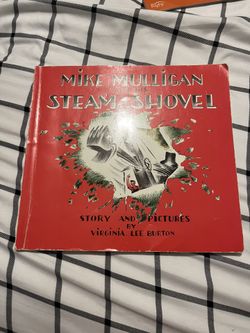 MIKE MULLIGAN
STEAM SHOVEL
STORY AND PICTURES
BY
VIRGINIA LEE BURTON